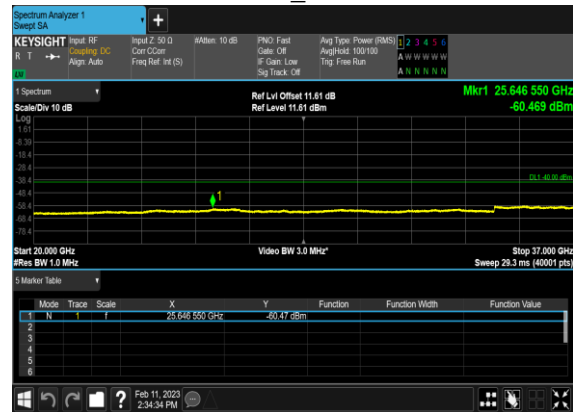 Spectrum Analyzer 1
Swept SA
+
KEYSIGHT Input: RF Input Z: 50 Ω #Atten: 10 dB PNO: Fast Avg Type: Power (RMS) 1 2 3 4 5 6
R T Coupling: DC Corr CCorr Gate: Off Avg|Hold: 100/100 A W W W W W
Align: Auto Freq Ref: Int (S) IF Gain: Low Trig: Free Run
Sig Track: Off A N N N N N
1 Spectrum Ref Lvl Offset 11.61 dB Mkr1 25.646 550 GHz
Scale/Div 10 dB Ref Level 11.61 dBm -60.469 dBm
Log
1.61
-8.39
-18.4
-28.4
-38.4 DL1 -40.00 dBm
-48.4
1
-58.4
-68.4
-78.4
Start 20.000 GHz Video BW 3.0 MHz* Stop 37.000 GHz
#Res BW 1.0 MHz Sweep 29.3 ms (40001 pts)
5 Marker Table
Mode Trace Scale X Y Function Function Width Function Value
1 N 1 f 25.646 550 GHz -60.47 dBm
2
3
4
5
6
? Feb 11, 2023
2:34:34 PM